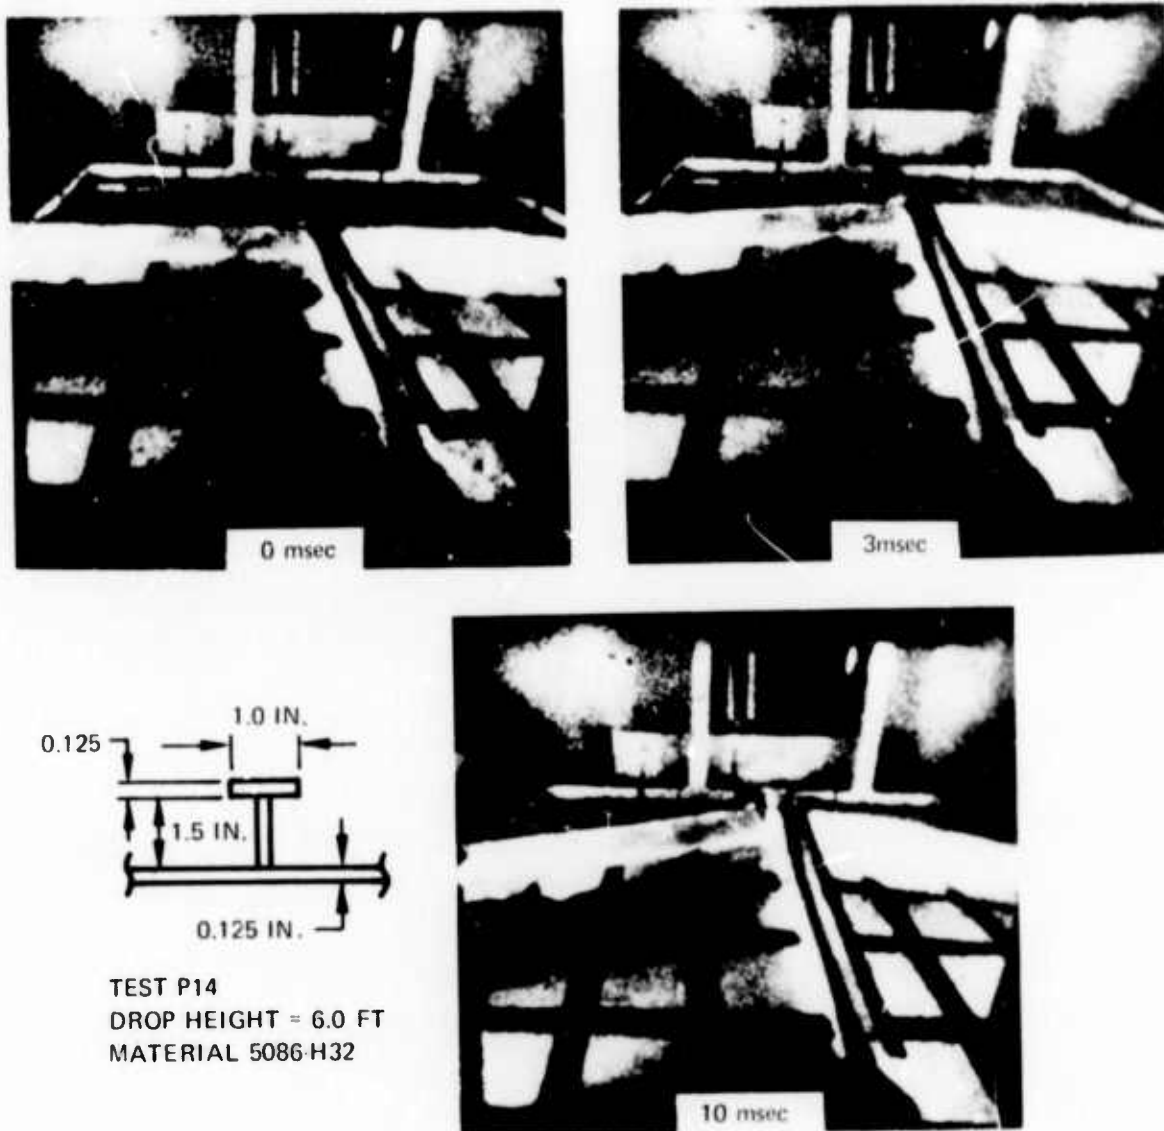 0 msec
3msec
1.0 IN.
0.125
1.5 IN.
0.125 IN.
TEST P14
DROP HEIGHT = 6.0 FT
MATERIAL 5086-H32
10 msec